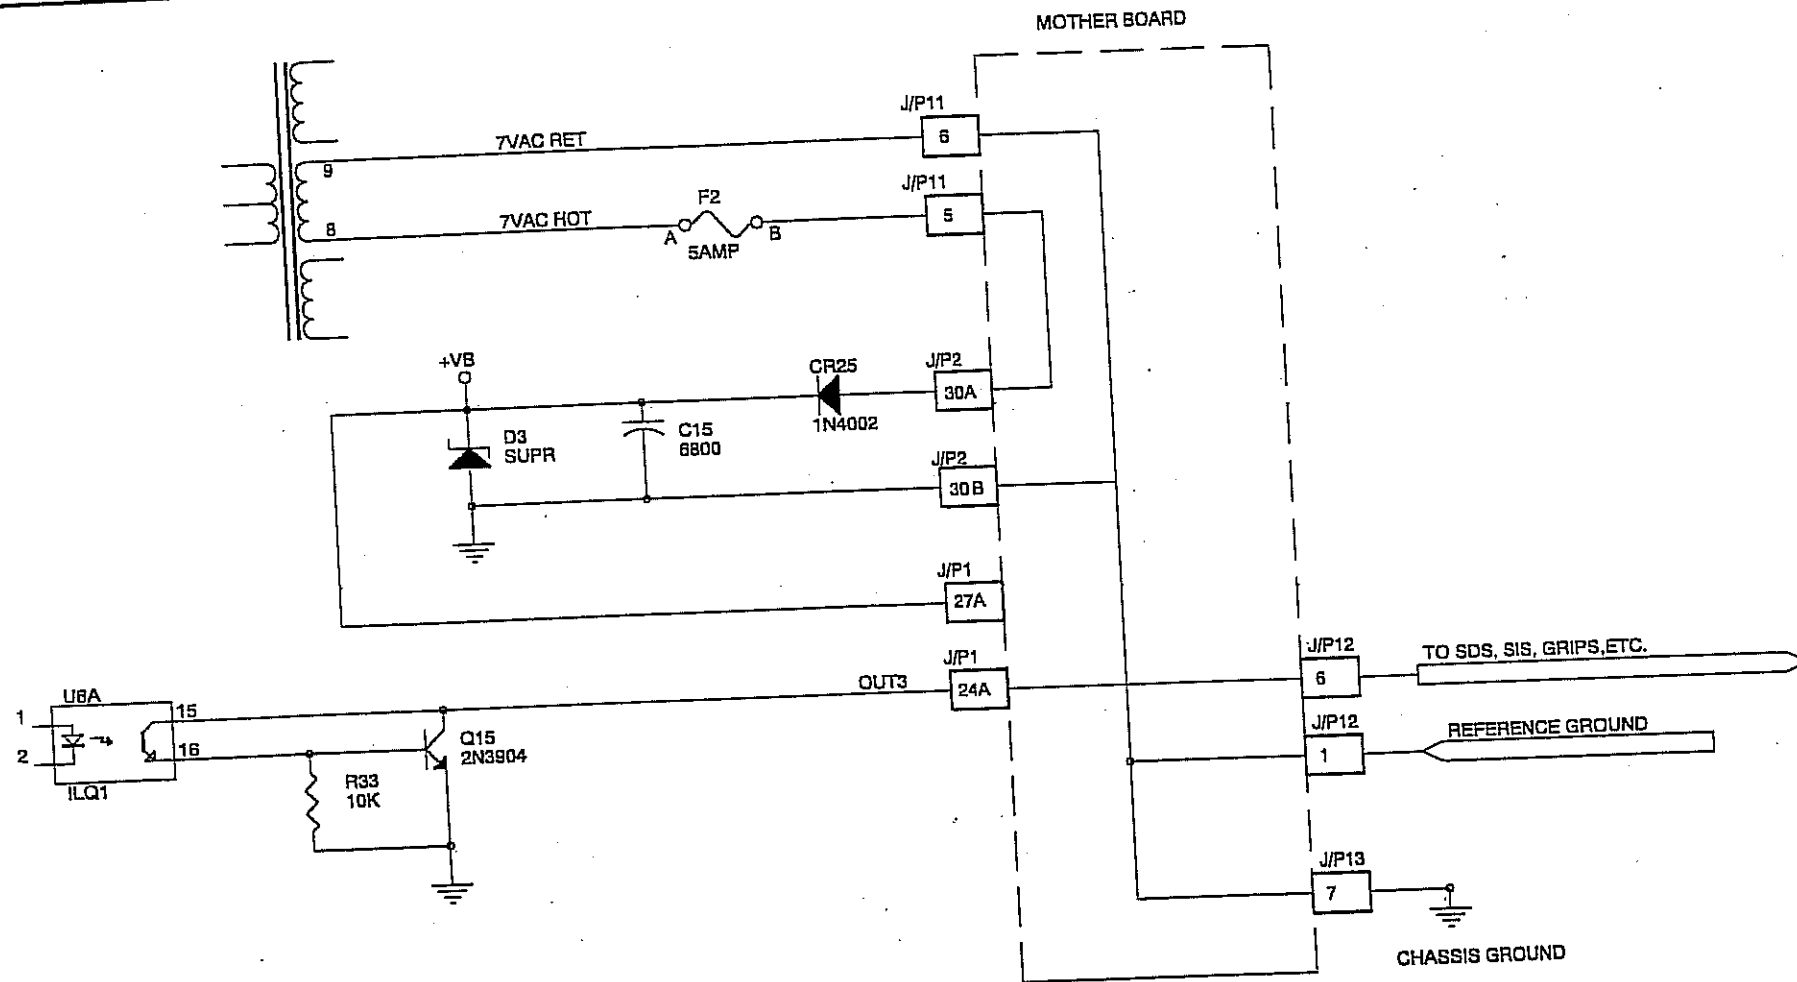 MOTHER BOARD
J/P11
6
7VAC RET
9
J/P11
5
F2
7VAC HOT
8
A
B
5AMP
+VB
CR25
J/P2
30A
1N4002
D3
SUPR
C15
6800
J/P2
30B
J/P1
27A
J/P1
24A
OUT3
J/P12
6
TO SDS, SIS, GRIPS,ETC.
U6A
1
15
2
16
ILQ1
Q15
2N3904
R33
10K
J/P12
1
REFERENCE GROUND
J/P13
7
CHASSIS GROUND